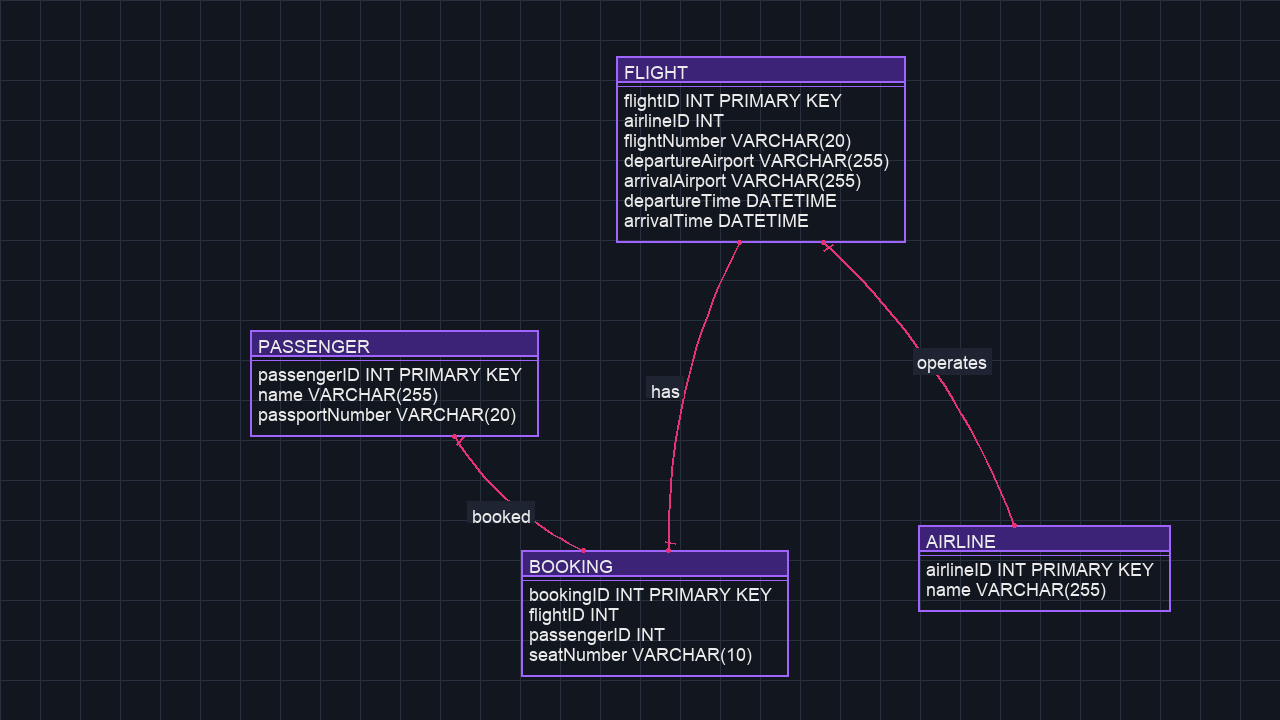 FLIGHT
flightID INT PRIMARY KEY
airlineID INT
flightNumber VARCHAR(20)
departureAirport VARCHAR(255)
arrivalAirport VARCHAR(255)
departureTime DATETIME
arrivalTime DATETIME
PASSENGER
passengerID INT PRIMARY KEY
name VARCHAR(255)
passportNumber VARCHAR(20)
has
operates
booked
BOOKING
bookingID INT PRIMARY KEY
flightID INT
passengerID INT
seatNumber VARCHAR(10)
AIRLINE
airlineID INT PRIMARY KEY
name VARCHAR(255)